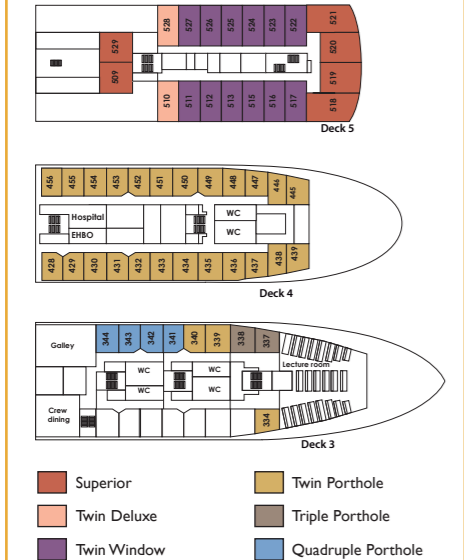 528 527 526 525 524 523 522 521
529 520
509 519
510 511 512 513 515 516 517 518
Deck 5
456 455 454 453 452 451 450 449 448 447 446 445
Hospital WC
EHBO WC
428 429 430 431 432 433 434 435 436 437 438 439
Deck 4
Galley 344 343 342 341 340 339 338 337
WC WC Lecture room
WC WC
Crew
dining 334
Deck 3
Superior Twin Porthole
Twin Deluxe Triple Porthole
Twin Window Quadruple Porthole